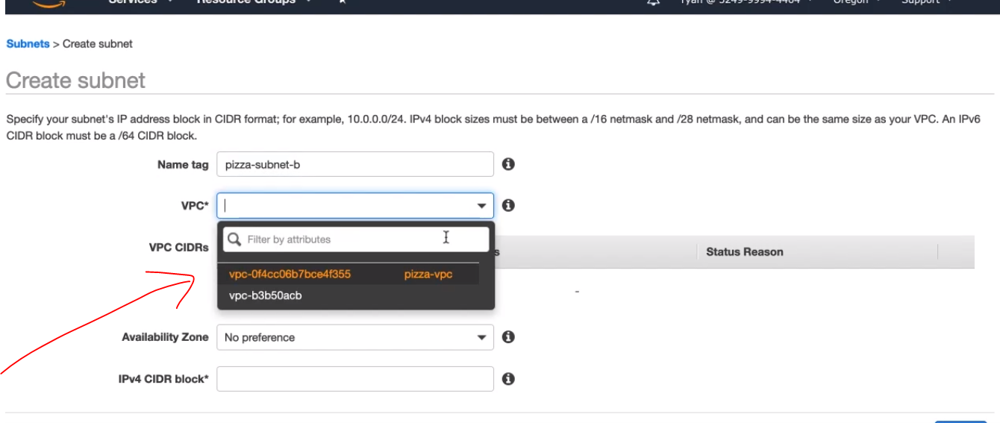 Services Resource Groups ryan @ 5249-9994-4464 Oregon Support
Subnets > Create subnet
Create subnet
Specify your subnet's IP address block in CIDR format; for example, 10.0.0.0/24. IPv4 block sizes must be between a /16 netmask and /28 netmask, and can be the same size as your VPC. An IPv6
CIDR block must be a /64 CIDR block.
Name tag pizza-subnet-b
VPC*
Filter by attributes
VPC CIDRs s Status Reason
vpc-0f4cc06b7bce4f355 pizza-vpc
-
vpc-b3b50acb
Availability Zone No preference
IPv4 CIDR block*